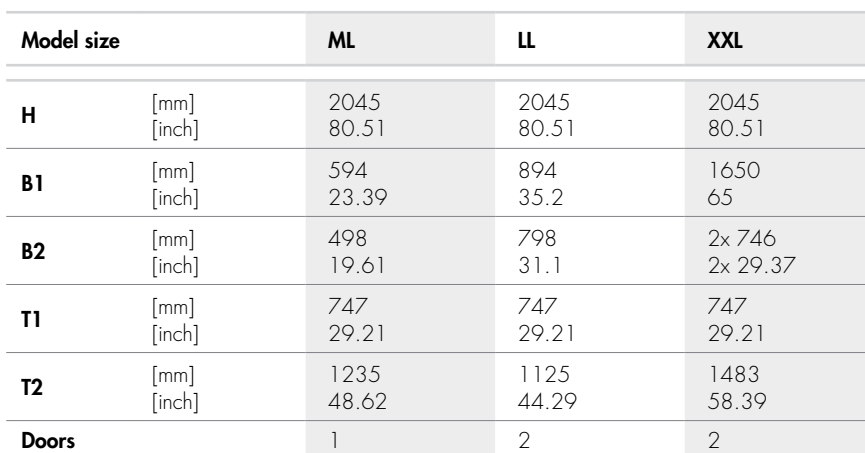 Model size ML LL XXL
H [mm] 2045 2045 2045
[inch] 80.51 80.51 80.51
B1 [mm] 594 894 1650
[inch] 23.39 35.2 65
B2 [mm] 498 798 2x 746
[inch] 19.61 31.1 2x 29.37
T1 [mm] 747 747 747
[inch] 29.21 29.21 29.21
T2 [mm] 1235 1125 1483
[inch] 48.62 44.29 58.39
Doors 1 2 2